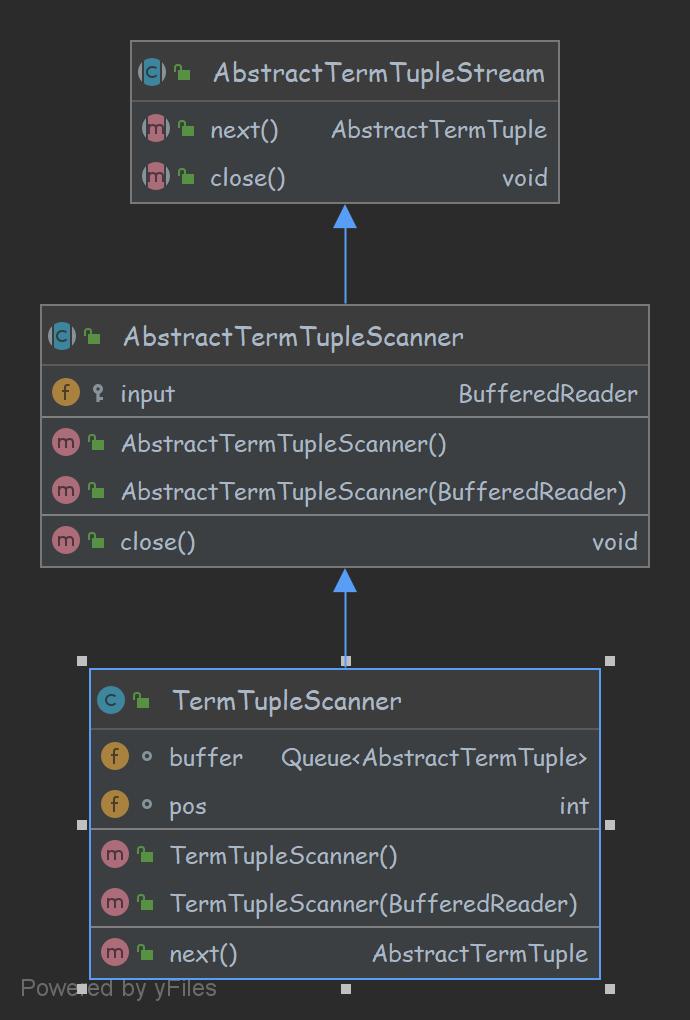 AbstractTermTupleStream
next() AbstractTermTuple
close() void
AbstractTermTupleScanner
input BufferedReader
AbstractTermTupleScanner()
AbstractTermTupleScanner(BufferedReader)
close() void
TermTupleScanner
buffer Queue<AbstractTermTuple>
pos int
TermTupleScanner()
TermTupleScanner(BufferedReader)
next() AbstractTermTuple
Powered by yFiles